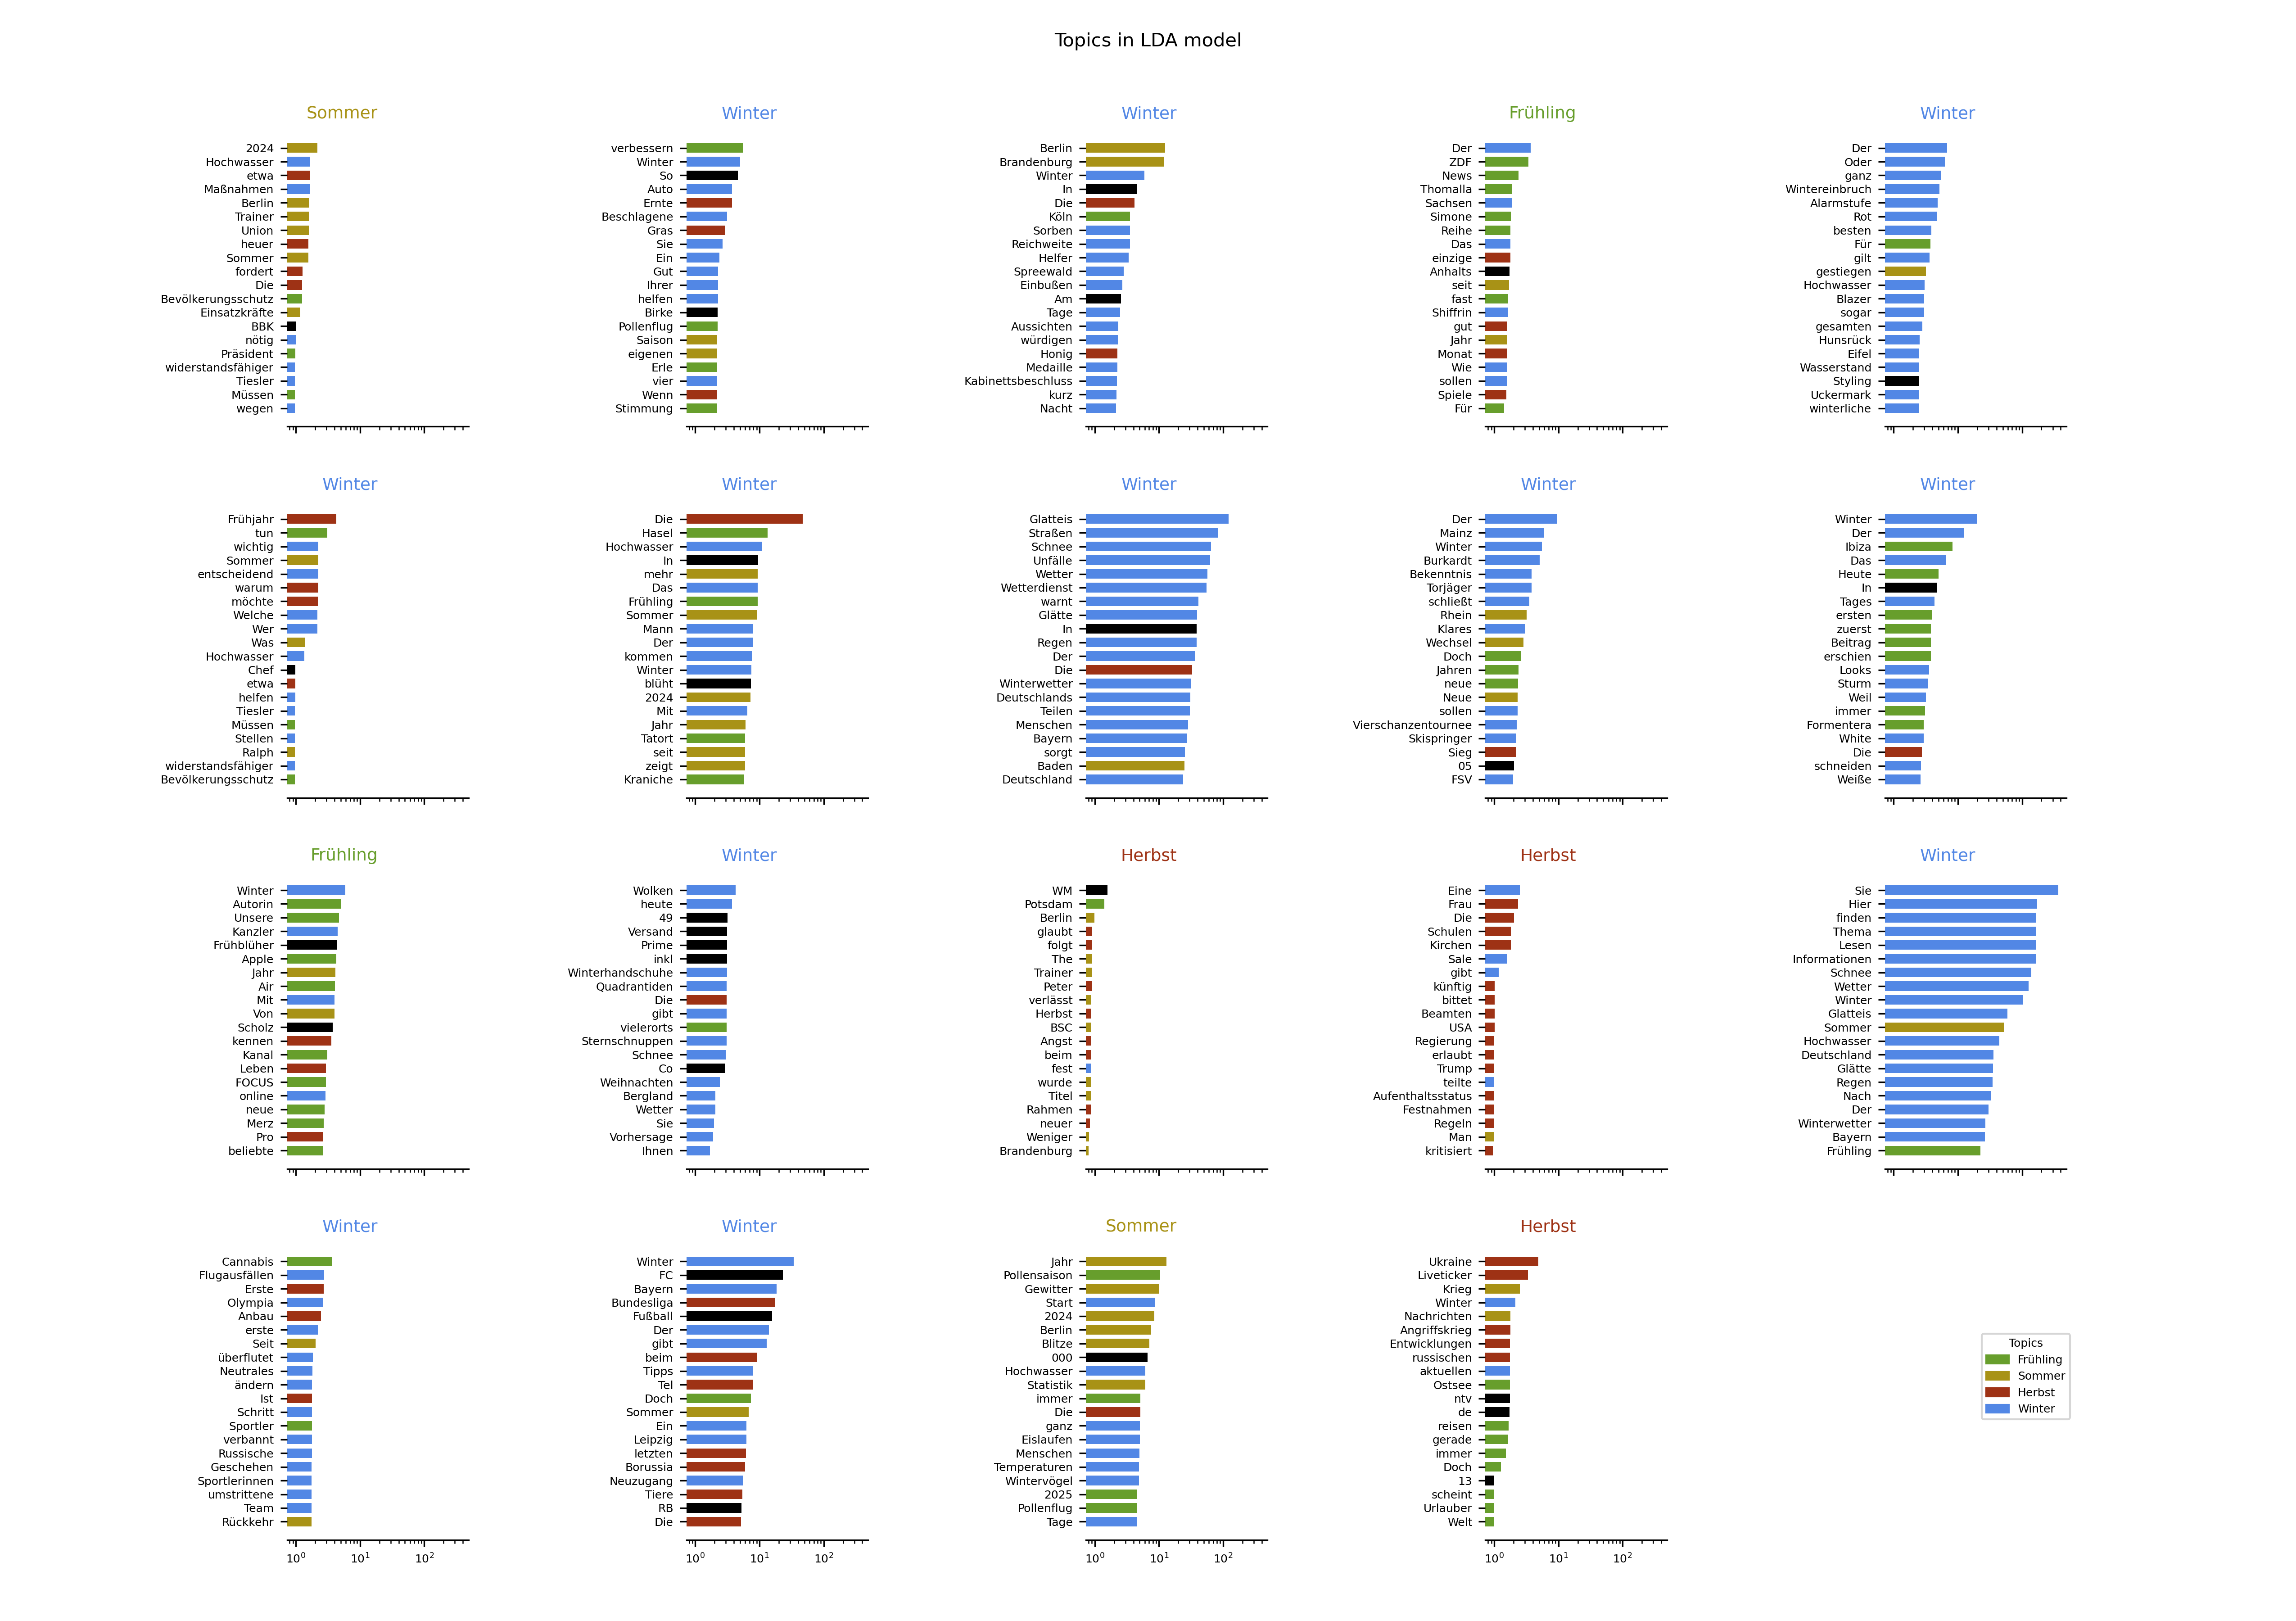 Topics in LDA model
Sommer
2024
Hochwasser
etwa
Maßnahmen
Berlin
Trainer
Union
heuer
Sommer
fordert
Die
Bevölkerungsschutz
Einsatzkräfte
BBK
nötig
Präsident
widerstandsfähiger
Tiesler
Müssen
wegen
Winter
verbessern
Winter
So
Auto
Ernte
Beschlagene
Gras
Sie
Ein
Gut
Ihrer
helfen
Birke
Pollenflug
Saison
eigenen
Erle
vier
Wenn
Stimmung
Winter
Berlin
Brandenburg
Winter
In
Die
Köln
Sorben
Reichweite
Helfer
Spreewald
Einbußen
Am
Tage
Aussichten
würdigen
Honig
Medaille
Kabinettsbeschluss
kurz
Nacht
Frühling
Der
ZDF
News
Thomalla
Sachsen
Simone
Reihe
Das
einzige
Anhalts
seit
fast
Shiffrin
gut
Jahr
Monat
Wie
sollen
Spiele
Für
Winter
Der
Oder
ganz
Wintereinbruch
Alarmstufe
Rot
besten
Für
gilt
gestiegen
Hochwasser
Blazer
sogar
gesamten
Hunsrück
Eifel
Wasserstand
Styling
Uckermark
winterliche
Winter
Frühjahr
tun
wichtig
Sommer
entscheidend
warum
möchte
Welche
Wer
Was
Hochwasser
Chef
etwa
helfen
Tiesler
Müssen
Stellen
Ralph
widerstandsfähiger
Bevölkerungsschutz
Winter
Die
Hasel
Hochwasser
In
mehr
Das
Frühling
Sommer
Mann
Der
kommen
Winter
blüht
2024
Mit
Jahr
Tatort
seit
zeigt
Kraniche
Winter
Glatteis
Straßen
Schnee
Unfälle
Wetter
Wetterdienst
warnt
Glätte
In
Regen
Der
Die
Winterwetter
Deutschlands
Teilen
Menschen
Bayern
sorgt
Baden
Deutschland
Winter
Der
Mainz
Winter
Burkardt
Bekenntnis
Torjäger
schließt
Rhein
Klares
Wechsel
Doch
Jahren
neue
Neue
sollen
Vierschanzentournee
Skispringer
Sieg
05
FSV
Winter
Winter
Der
Ibiza
Das
Heute
In
Tages
ersten
zuerst
Beitrag
erschien
Looks
Sturm
Weil
immer
Formentera
White
Die
schneiden
Weiße
Frühling
Winter
Autorin
Unsere
Kanzler
Frühblüher
Apple
Jahr
Air
Mit
Von
Scholz
kennen
Kanal
Leben
FOCUS
online
neue
Merz
Pro
beliebte
Winter
Wolken
heute
49
Versand
Prime
inkl
Winterhandschuhe
Quadrantiden
Die
gibt
vielerorts
Sternschnuppen
Schnee
Co
Weihnachten
Bergland
Wetter
Sie
Vorhersage
Ihnen
Herbst
WM
Potsdam
Berlin
glaubt
folgt
The
Trainer
Peter
verlässt
Herbst
BSC
Angst
beim
fest
wurde
Titel
Rahmen
neuer
Weniger
Brandenburg
Herbst
Eine
Frau
Die
Schulen
Kirchen
Sale
gibt
künftig
bittet
Beamten
USA
Regierung
erlaubt
Trump
teilte
Aufenthaltsstatus
Festnahmen
Regeln
Man
kritisiert
Winter
Sie
Hier
finden
Thema
Lesen
Informationen
Schnee
Wetter
Winter
Glatteis
Sommer
Hochwasser
Deutschland
Glätte
Regen
Nach
Der
Winterwetter
Bayern
Frühling
Winter
Cannabis
Flugausfällen
Erste
Olympia
Anbau
erste
Seit
überflutet
Neutrales
ändern
Ist
Schritt
Sportler
verbannt
Russische
Geschehen
Sportlerinnen
umstrittene
Team
Rückkehr
10⁰ 10¹ 10²
Winter
Winter
FC
Bayern
Bundesliga
Fußball
Der
gibt
beim
Tipps
Tel
Doch
Sommer
Ein
Leipzig
letzten
Borussia
Neuzugang
Tiere
RB
Die
10⁰ 10¹ 10²
Sommer
Jahr
Pollensaison
Gewitter
Start
2024
Berlin
Blitze
000
Hochwasser
Statistik
immer
Die
ganz
Eislaufen
Menschen
Temperaturen
Wintervögel
2025
Pollenflug
Tage
10⁰ 10¹ 10²
Herbst
Ukraine
Liveticker
Krieg
Winter
Nachrichten
Angriffskrieg
Entwicklungen
russischen
aktuellen
Ostsee
ntv
de
reisen
gerade
immer
Doch
13
scheint
Urlauber
Welt
10⁰ 10¹ 10²
Topics
Frühling
Sommer
Herbst
Winter